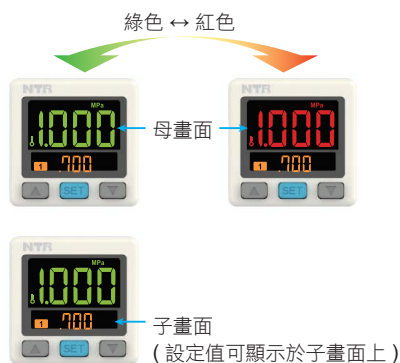 綠色 ↔ 紅色
NTR
MPa
1.000
1 .700
SET
母畫面
NTR
MPa
1.000
1 .700
SET
NTR
MPa
1.000
1 .700
SET
子畫面
( 設定值可顯示於子畫面上 )